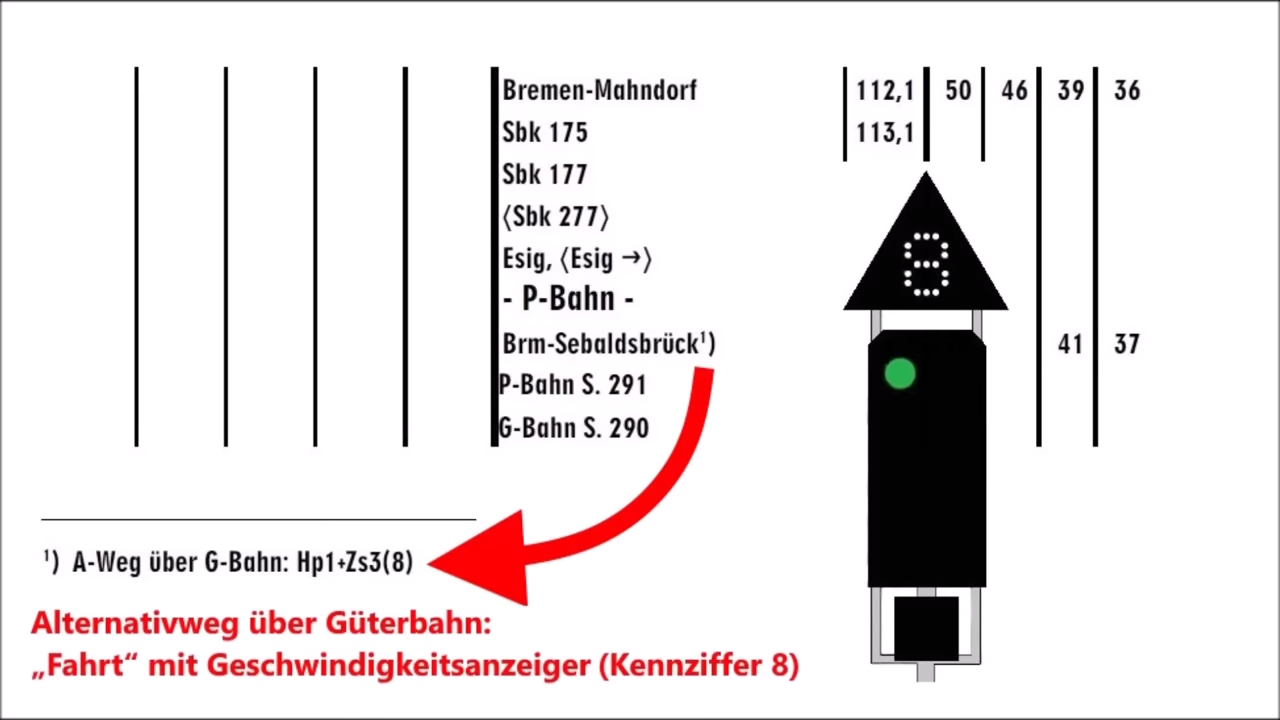 Bremen-Mahndorf 112,1 50 46 39 36
Sbk 175 113,1
Sbk 177
⟨Sbk 277⟩
Esig, ⟨Esig →⟩
- P-Bahn -
8
Brm-Sebaldsbrück¹) 41 37
P-Bahn S. 291
G-Bahn S. 290
¹) A-Weg über G-Bahn: Hp1+Zs3(8)
Alternativweg über Güterbahn:
„Fahrt“ mit Geschwindigkeitsanzeiger (Kennziffer 8)